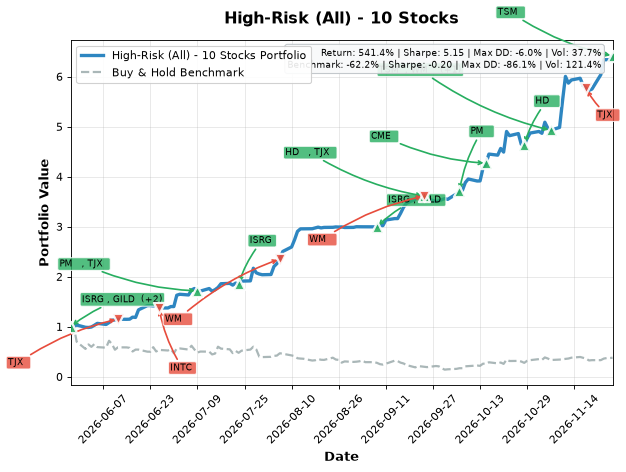 High-Risk (All) - 10 Stocks
TSM
High-Risk (All) - 10 Stocks Portfolio
Buy & Hold Benchmark
Return: 541.4% | Sharpe: 5.15 | Max DD: -6.0% | Vol: 37.7%
Benchmark: -62.2% | Sharpe: -0.20 | Max DD: -86.1% | Vol: 121.4%
HD
TJX
CME
PM
HD , TJX
ISRG , GILD
WM
ISRG
PM , TJX
ISRG , GILD (+2)
WM
TJX
INTC
Portfolio Value
0
1
2
3
4
5
6
2026-06-07
2026-06-23
2026-07-09
2026-07-25
2026-08-10
2026-08-26
2026-09-11
2026-09-27
2026-10-13
2026-10-29
2026-11-14
Date